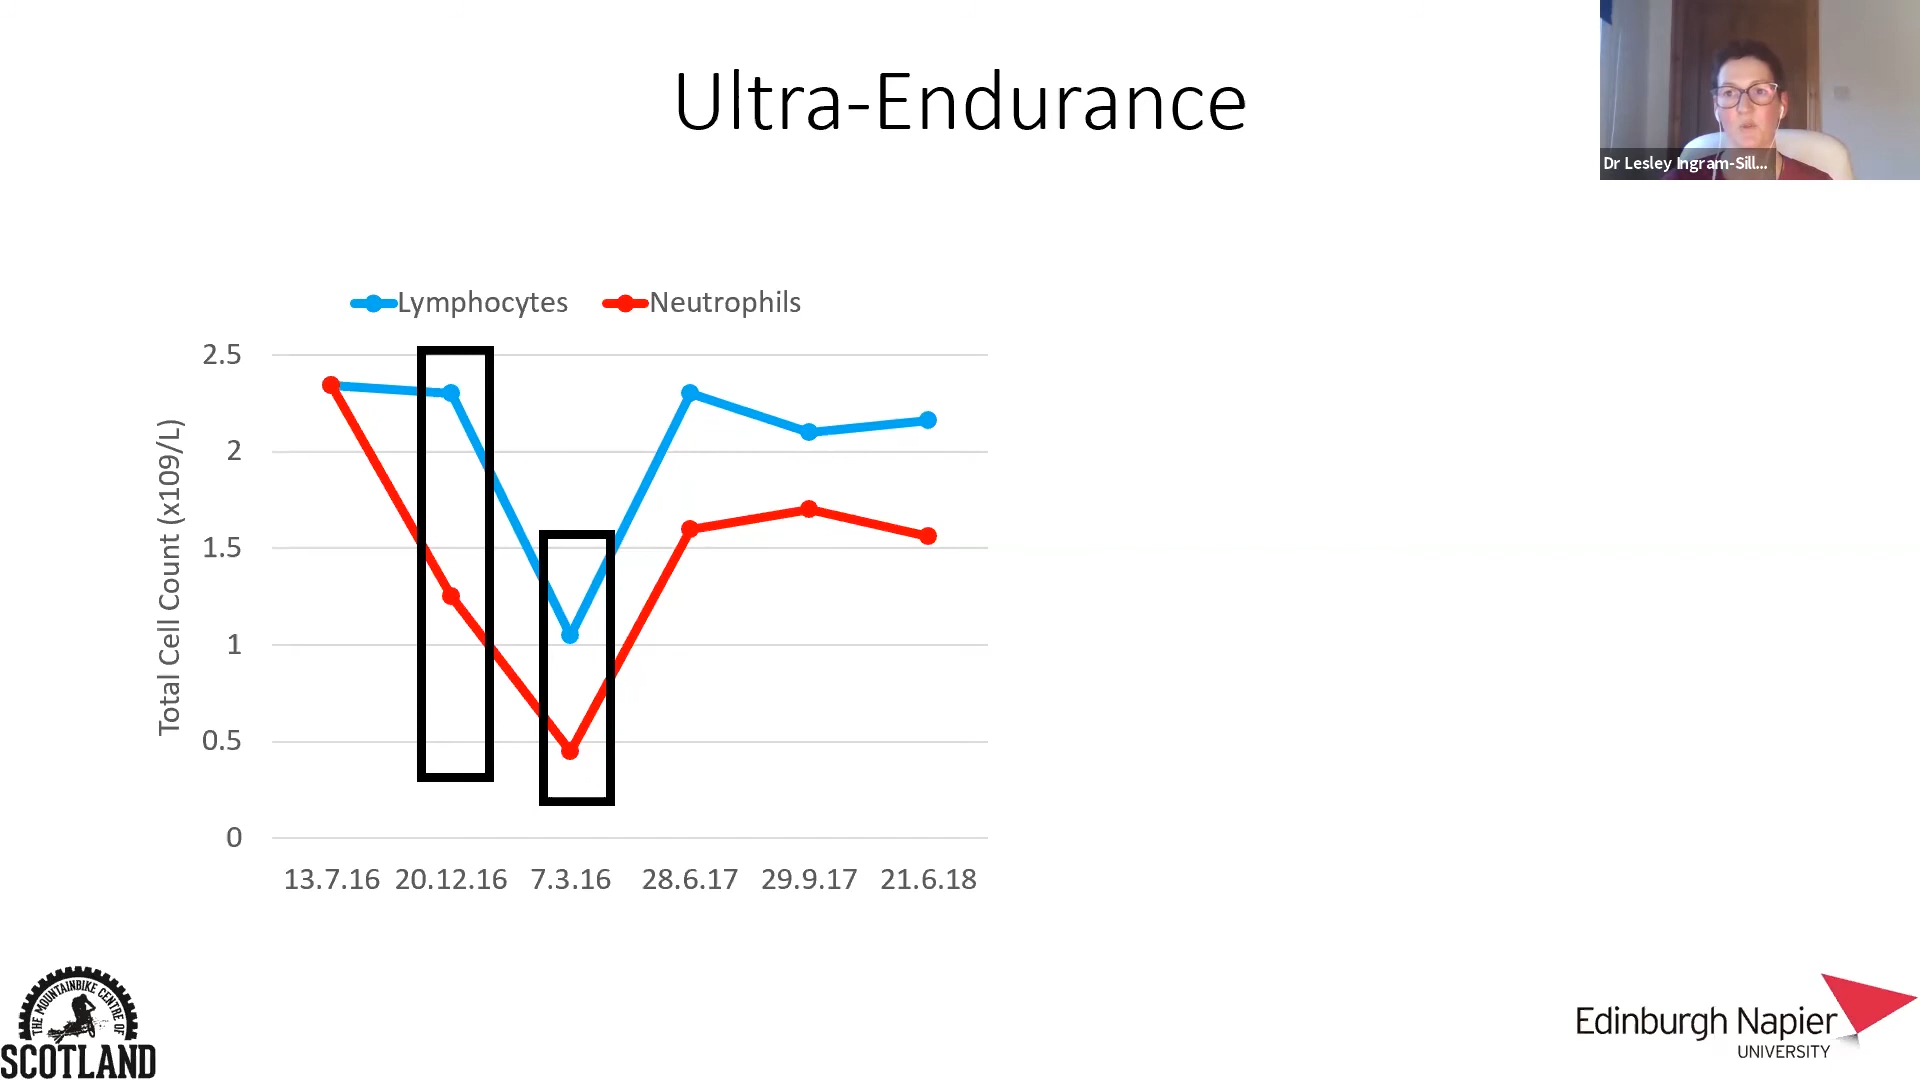 Ultra-Endurance
Dr Lesley Ingram-Sill...
Lymphocytes
Neutrophils
Total Cell Count (x109/L)
2.5
2
1.5
1
0.5
0
13.7.16 20.12.16 7.3.16 28.6.17 29.9.17 21.6.18
THE MOUNTAINBIKE CENTRE OF
SCOTLAND
Edinburgh Napier
UNIVERSITY